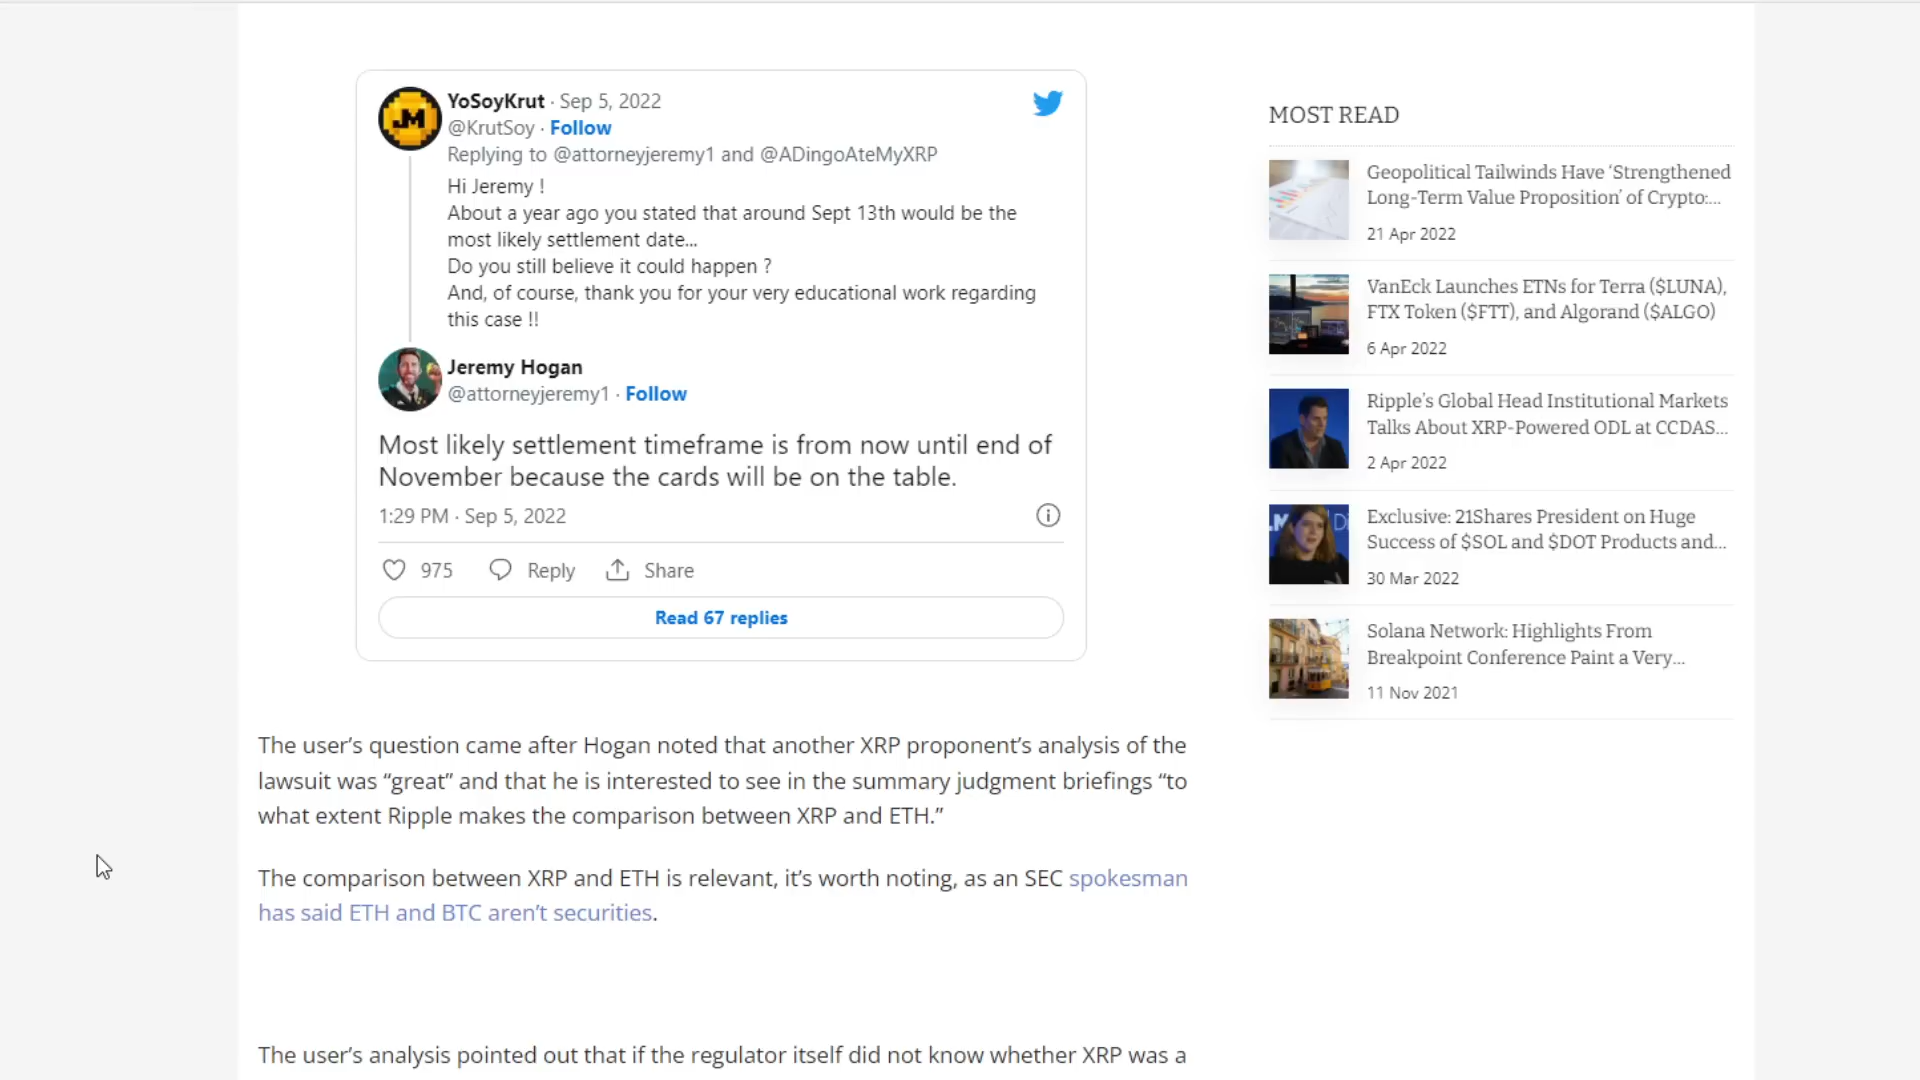 YoSoyKrut · Sep 5, 2022
@KrutSoy · Follow
Replying to @attorneyjeremy1 and @ADingoAteMyXRP
Hi Jeremy !
About a year ago you stated that around Sept 13th would be the
most likely settlement date...
Do you still believe it could happen ?
And, of course, thank you for your very educational work regarding
this case !!
Jeremy Hogan
@attorneyjeremy1 · Follow
Most likely settlement timeframe is from now until end of
November because the cards will be on the table.
1:29 PM · Sep 5, 2022
975 Reply Share
Read 67 replies
The user’s question came after Hogan noted that another XRP proponent’s analysis of the
lawsuit was “great” and that he is interested to see in the summary judgment briefings “to
what extent Ripple makes the comparison between XRP and ETH.”
The comparison between XRP and ETH is relevant, it’s worth noting, as an SEC spokesman
has said ETH and BTC aren’t securities.
The user’s analysis pointed out that if the regulator itself did not know whether XRP was a
MOST READ
Geopolitical Tailwinds Have ‘Strengthened
Long-Term Value Proposition’ of Crypto:...
21 Apr 2022
VanEck Launches ETNs for Terra ($LUNA),
FTX Token ($FTT), and Algorand ($ALGO)
6 Apr 2022
Ripple’s Global Head Institutional Markets
Talks About XRP-Powered ODL at CCDAS...
2 Apr 2022
Exclusive: 21Shares President on Huge
Success of $SOL and $DOT Products and...
30 Mar 2022
Solana Network: Highlights From
Breakpoint Conference Paint a Very...
11 Nov 2021
JM